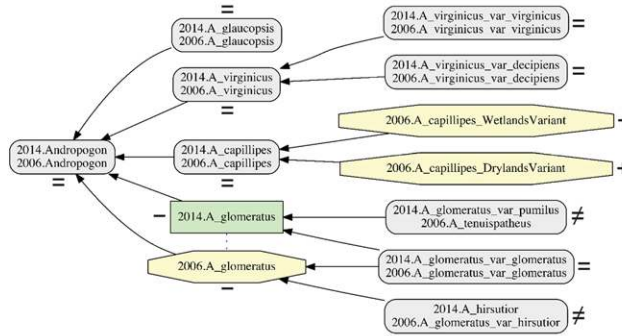 =
2014.A_glaucopsis
2006.A_glaucopsis
2014.A_virginicus_var_virginicus
2006.A_virginicus_var_virginicus
=
2014.A_virginicus
2006.A_virginicus
=
2014.A_virginicus_var_decipiens
2006.A_virginicus_var_decipiens
=
2006.A_capillipes_WetlandsVariant
2014.Andropogon
2006.Andropogon
=
2014.A_capillipes
2006.A_capillipes
=
2006.A_capillipes_DrylandsVariant
−
2014.A_glomeratus
2014.A_glomeratus_var_pumilus
2006.A_tenuispatheus
≠
2006.A_glomeratus
−
2014.A_glomeratus_var_glomeratus
2006.A_glomeratus_var_glomeratus
=
2014.A_hirsutior
2006.A_glomeratus_var_hirsutior
≠